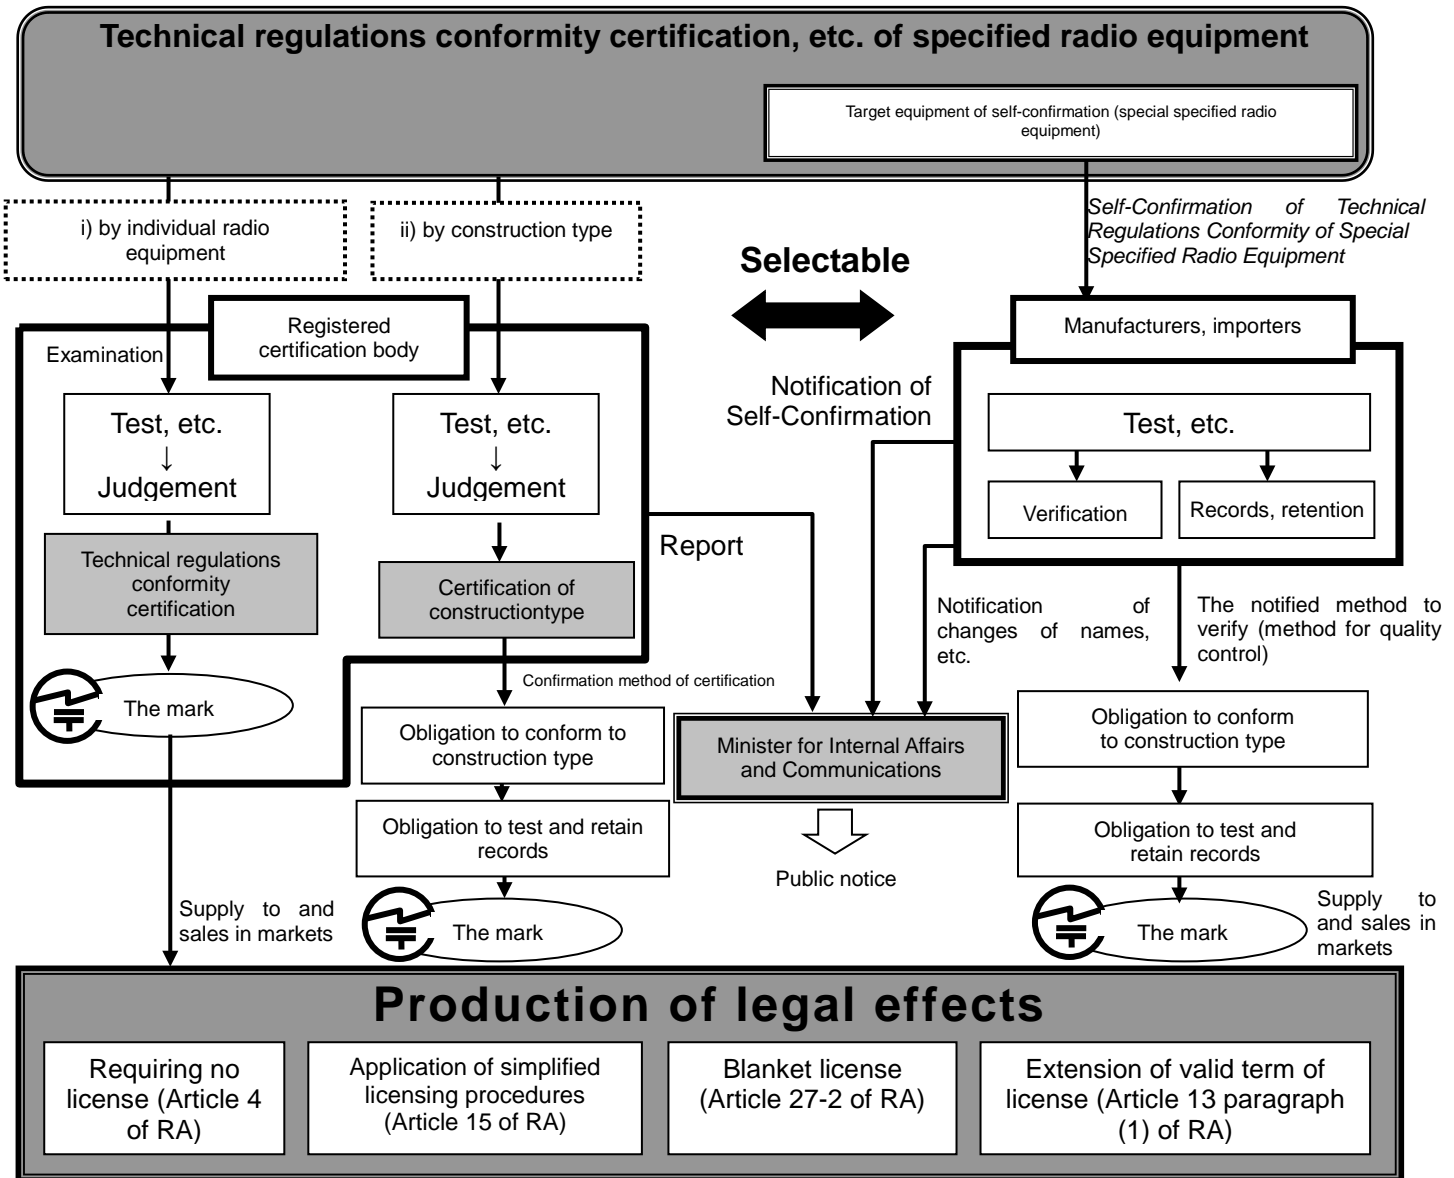 Technical regulations conformity certification, etc. of specified radio equipment
Target equipment of self-confirmation (special specified radio
equipment)
i) by individual radio
equipment
ii) by construction type
Self-Confirmation of Technical
Regulations Conformity of Special
Specified Radio Equipment
Selectable
Registered
certification body
Manufacturers, importers
Examination
Notification of
Self-Confirmation
Test, etc.
↓
Judgement
Test, etc.
↓
Judgement
Test, etc.
Verification
Records, retention
Report
Technical regulations
conformity
certification
Certification of
constructiontype
Notification of
changes of names,
etc.
The notified method to
verify (method for quality
control)
Confirmation method of certification
The mark
Obligation to conform to
construction type
Minister for Internal Affairs
and Communications
Obligation to conform
to construction type
Obligation to test and retain
records
Obligation to test and
retain records
Public notice
Supply to and
sales in markets
The mark
The mark
Supply to
and sales in
markets
Production of legal effects
Requiring no
license (Article 4
of RA)
Application of simplified
licensing procedures
(Article 15 of RA)
Blanket license
(Article 27-2 of RA)
Extension of valid term of
license (Article 13 paragraph
(1) of RA)